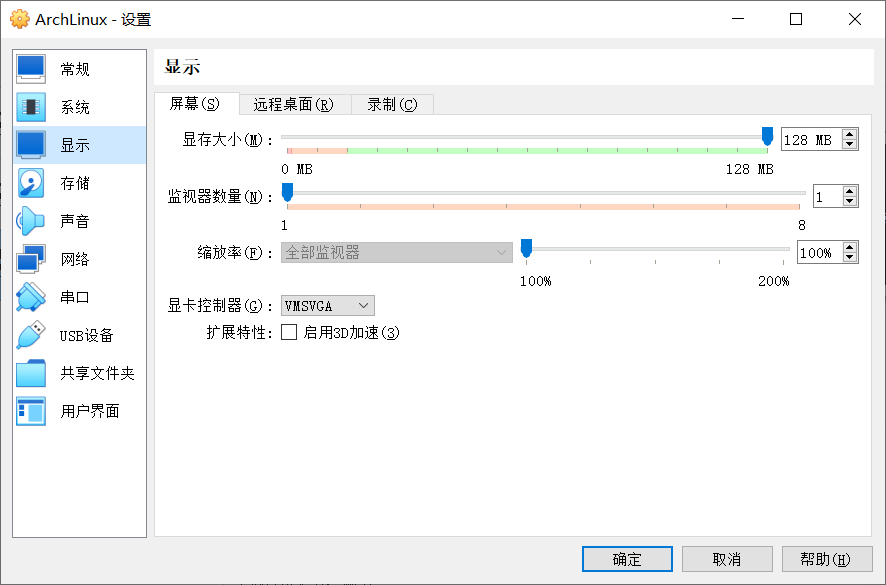 ArchLinux - 设置
常规
系统
显示
存储
声音
网络
串口
USB设备
共享文件夹
用户界面
显示
屏幕(S) 远程桌面(R) 录制(C)
显存大小(M): 128 MB
0 MB 128 MB
监视器数量(N): 1
1 8
缩放率(F): 全部监视器 100%
100% 200%
显卡控制器(G): VMSVGA
扩展特性: 启用3D加速(3)
确定 取消 帮助(H)